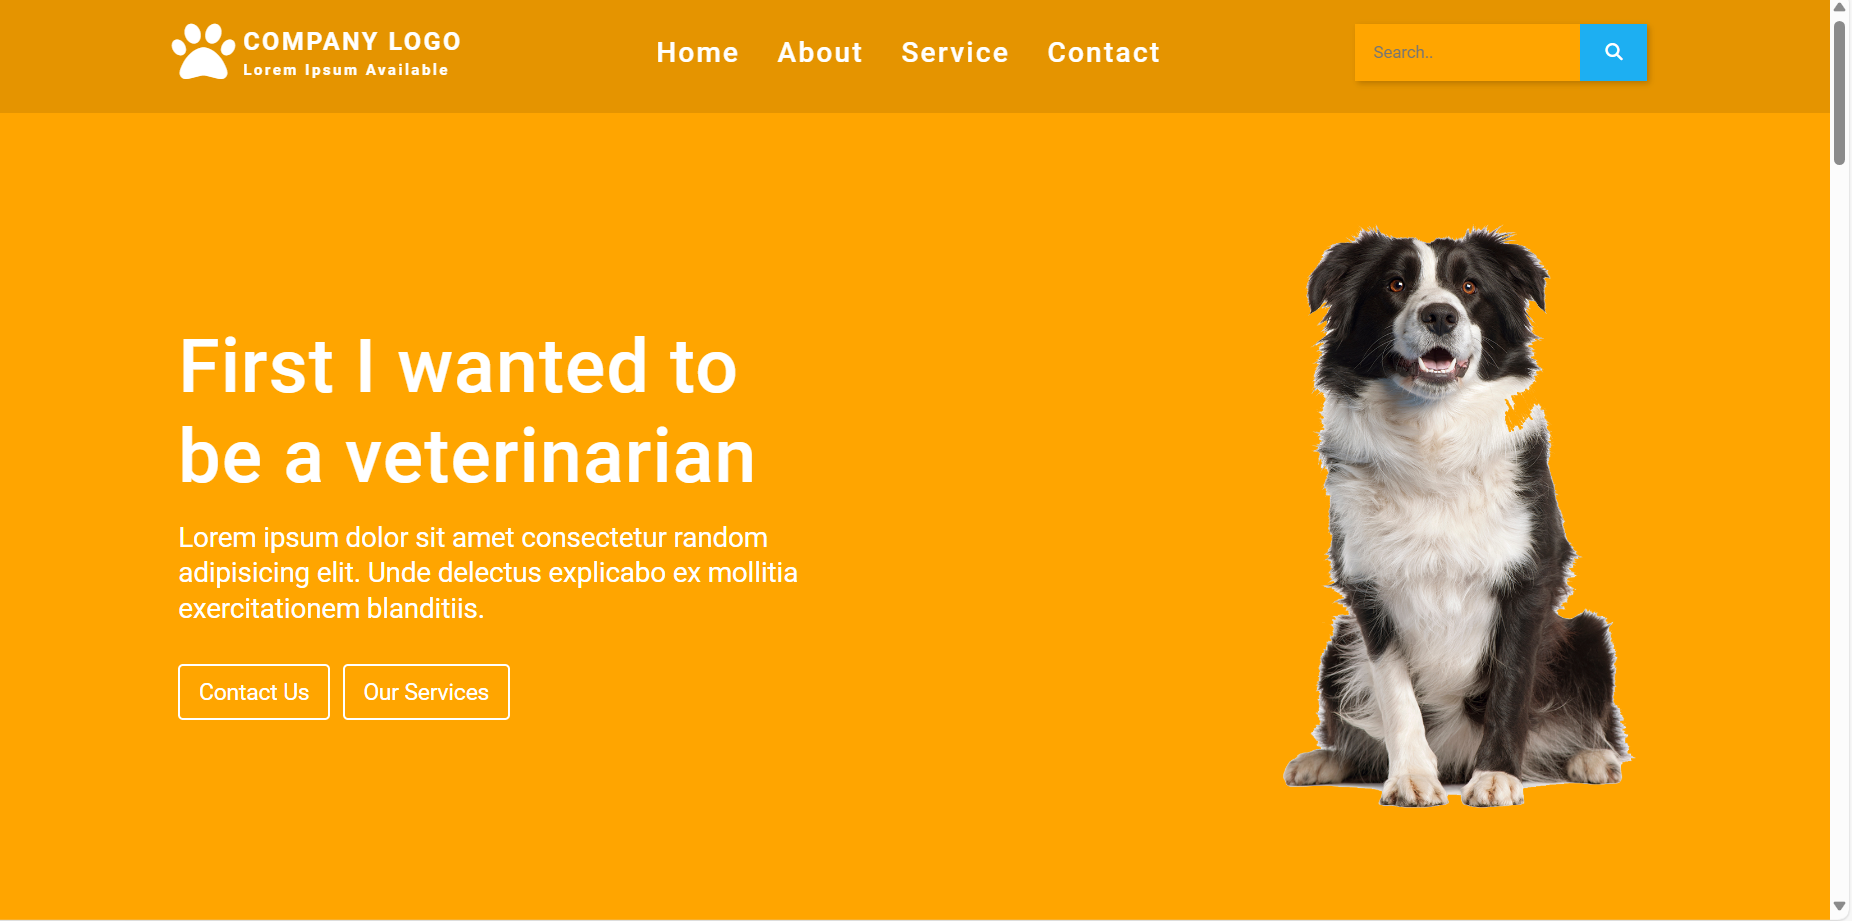 COMPANY LOGO
Lorem Ipsum Available
Home About Service Contact
Search..
First I wanted to
be a veterinarian
Lorem ipsum dolor sit amet consectetur random
adipisicing elit. Unde delectus explicabo ex mollitia
exercitationem blanditiis.
Contact Us Our Services